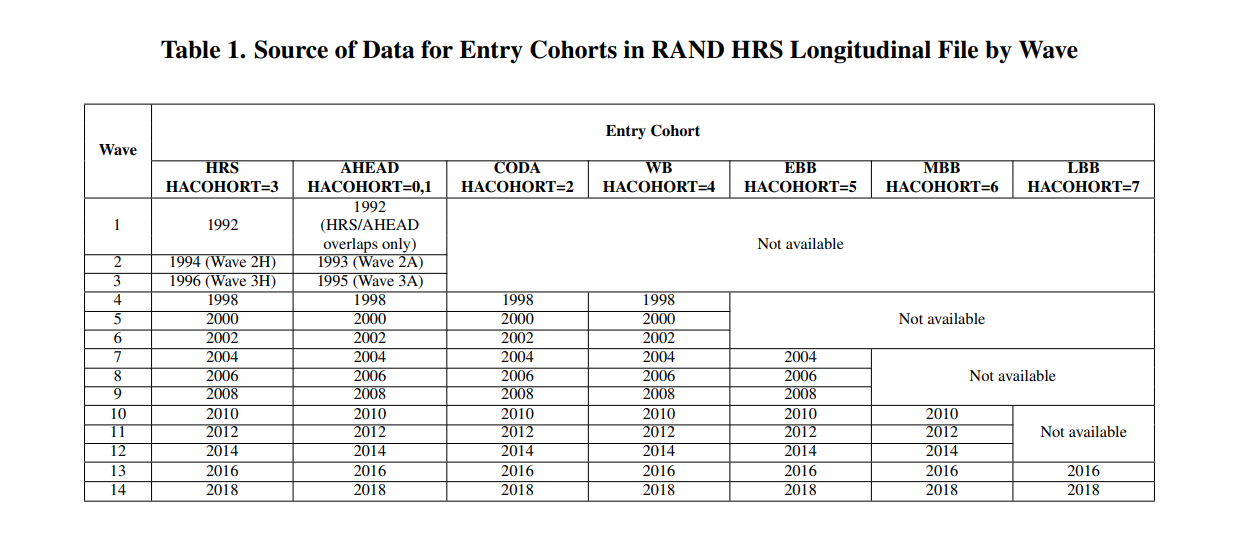 Table 1. Source of Data for Entry Cohorts in RAND HRS Longitudinal File by Wave
Wave
Entry Cohort
HRS HACOHORT=3
AHEAD HACOHORT=0,1
CODA HACOHORT=2
WB HACOHORT=4
EBB HACOHORT=5
MBB HACOHORT=6
LBB HACOHORT=7
1 1992 1992 (HRS/AHEAD overlaps only) Not available
2 1994 (Wave 2H) 1993 (Wave 2A)
3 1996 (Wave 3H) 1995 (Wave 3A)
4 1998 1998 1998 1998 Not available
5 2000 2000 2000 2000
6 2002 2002 2002 2002
7 2004 2004 2004 2004 2004 Not available
8 2006 2006 2006 2006 2006
9 2008 2008 2008 2008 2008
10 2010 2010 2010 2010 2010 2010 Not available
11 2012 2012 2012 2012 2012 2012
12 2014 2014 2014 2014 2014 2014
13 2016 2016 2016 2016 2016 2016 2016
14 2018 2018 2018 2018 2018 2018 2018